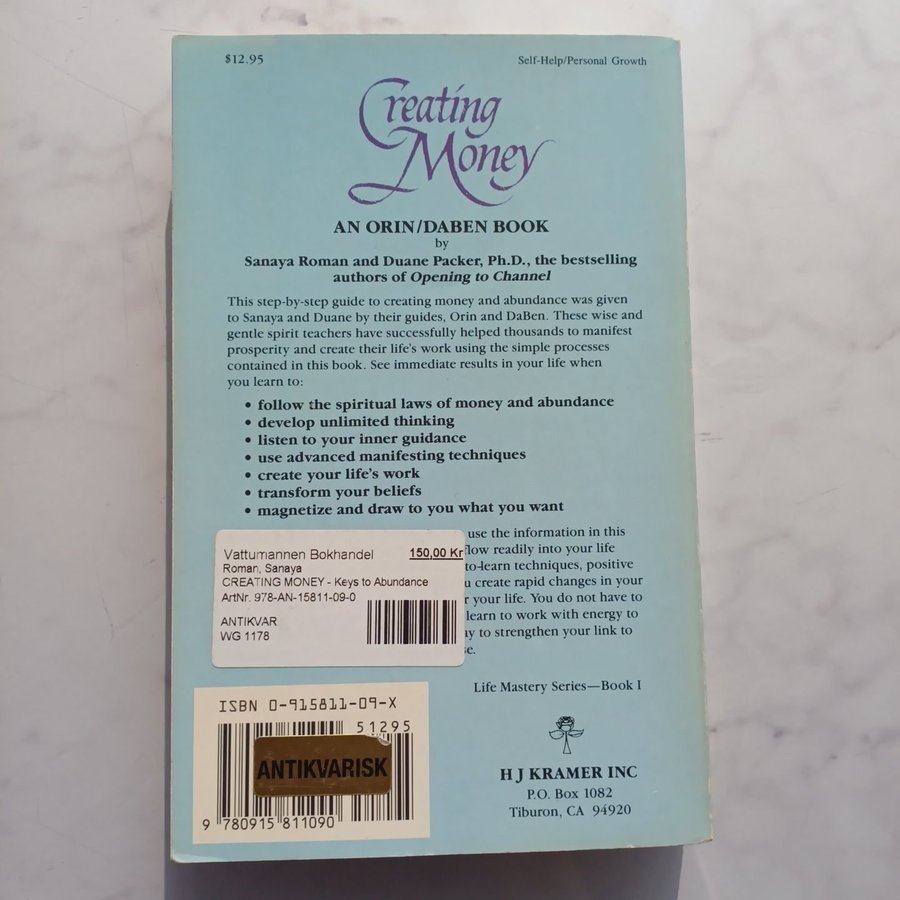 $12.95
Self-Help/Personal Growth
Creating
Money
AN ORIN/DABEN BOOK
by
Sanaya Roman and Duane Packer, Ph.D., the bestselling
authors of Opening to Channel
This step-by-step guide to creating money and abundance was given
to Sanaya and Duane by their guides, Orin and DaBen. These wise and
gentle spirit teachers have successfully helped thousands to manifest
prosperity and create their life's work using the simple processes
contained in this book. See immediate results in your life when
you learn to:
• follow the spiritual laws of money and abundance
• develop unlimited thinking
• listen to your inner guidance
• use advanced manifesting techniques
• create your life's work
• transform your beliefs
• magnetize and draw to you what you want
use the information in this
flow readily into your life
to-learn techniques, positive
create rapid changes in your
your life. You do not have to
learn to work with energy to
to strengthen your link to
Vattumannen Bokhandel 150,00 Kr
Roman, Sanaya
CREATING MONEY - Keys to Abundance
ArtNr. 978-AN-15811-09-0
ANTIKVAR
WG 1178
Life Mastery Series—Book I
ISBN 0-915811-09-X
51295
ANTIKVARISK
9 780915 811090
H J KRAMER INC
P.O. Box 1082
Tiburon, CA 94920